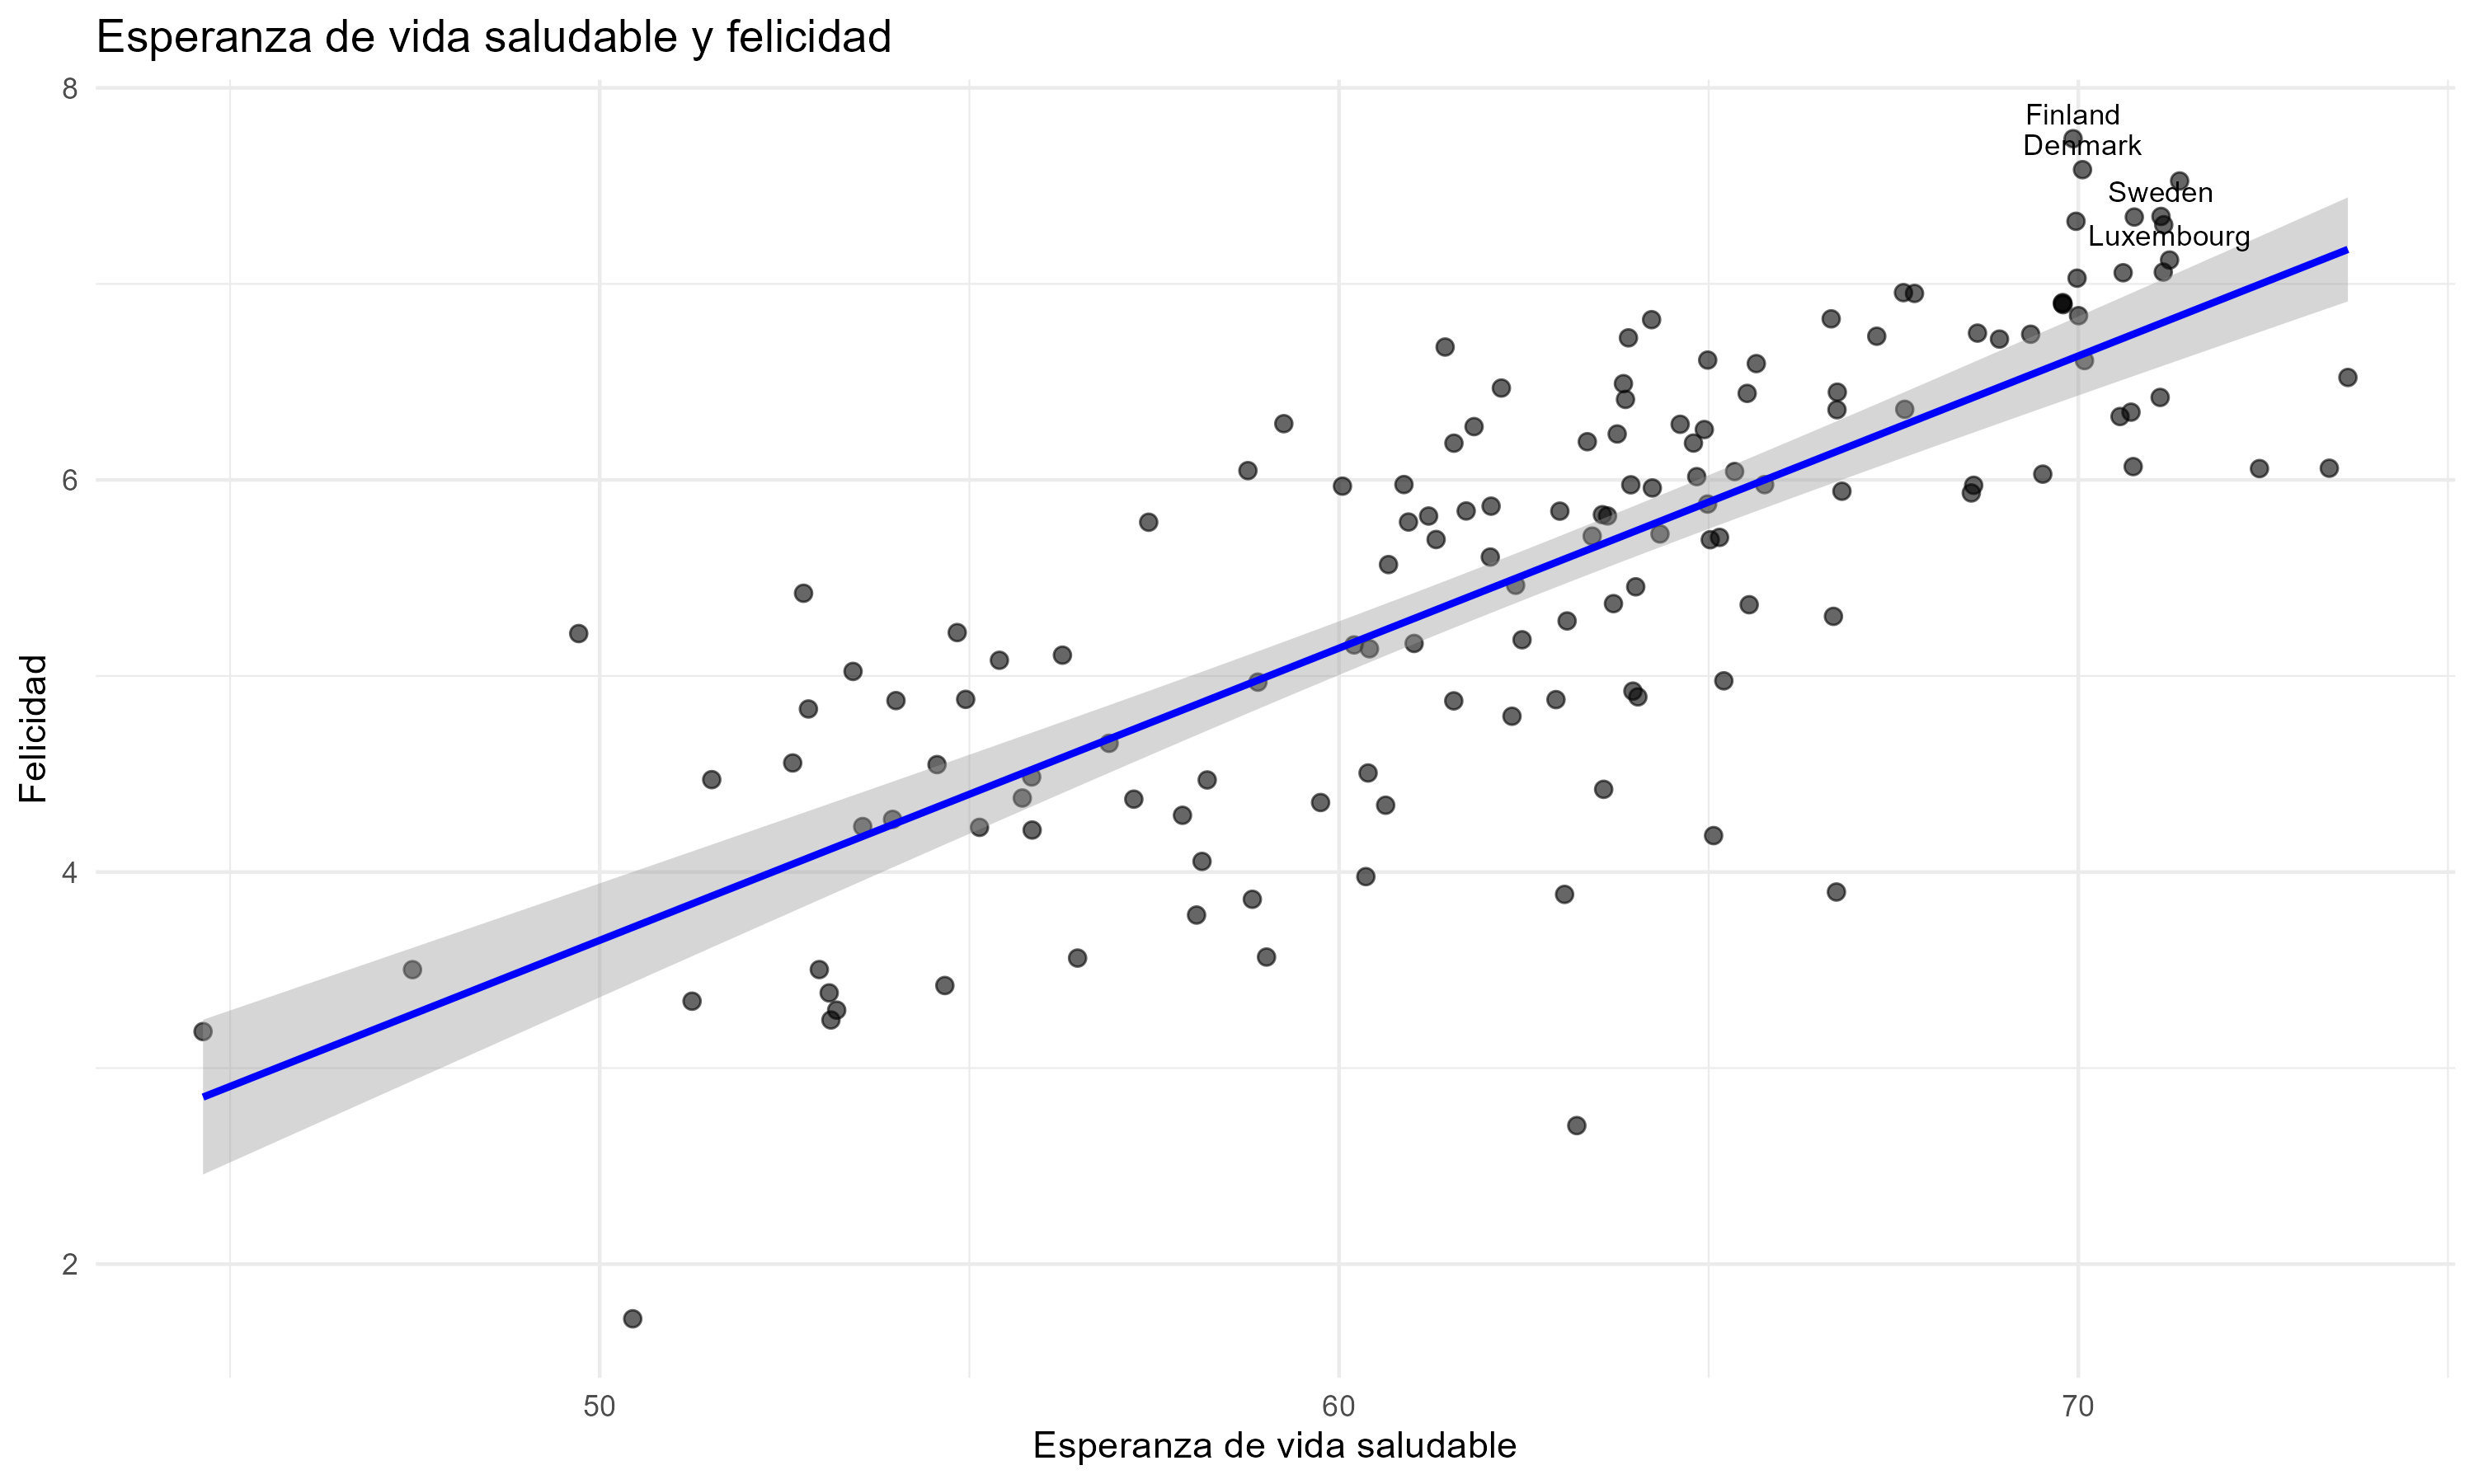 Esperanza de vida saludable y felicidad
8
Finland
Denmark
Sweden
Luxembourg
6
Felicidad
4
2
50
60
70
Esperanza de vida saludable